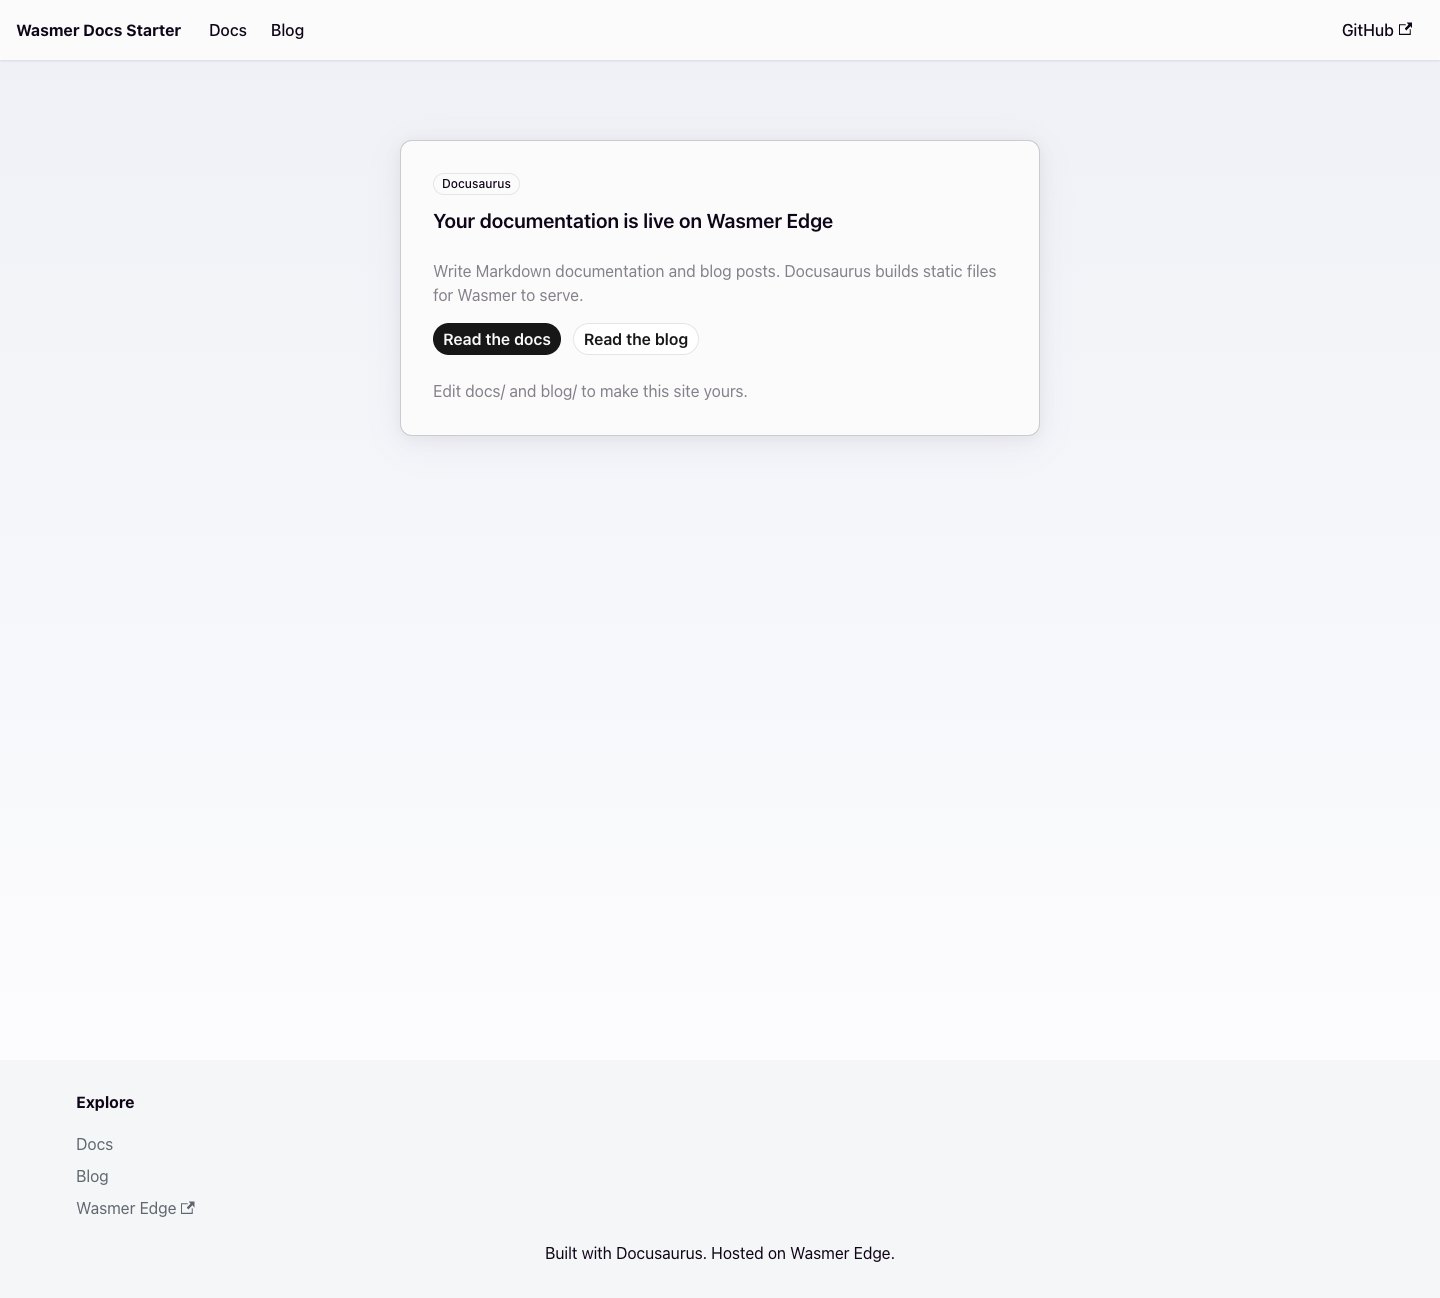 Wasmer Docs Starter Docs Blog GitHub
Docusaurus
Your documentation is live on Wasmer Edge
Write Markdown documentation and blog posts. Docusaurus builds static files
for Wasmer to serve.
Read the docs Read the blog
Edit docs/ and blog/ to make this site yours.
Explore
Docs
Blog
Wasmer Edge
Built with Docusaurus. Hosted on Wasmer Edge.